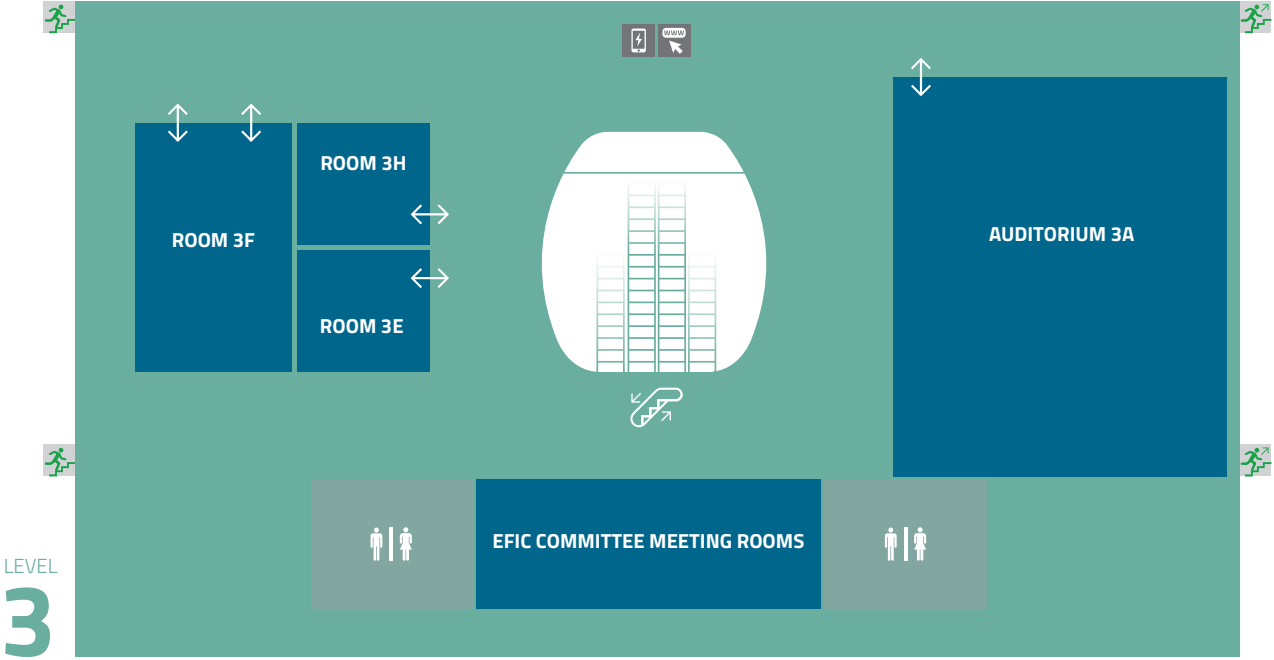 WWW
ROOM 3H
ROOM 3F
AUDITORIUM 3A
ROOM 3E
EFIC COMMITTEE MEETING ROOMS
LEVEL
3